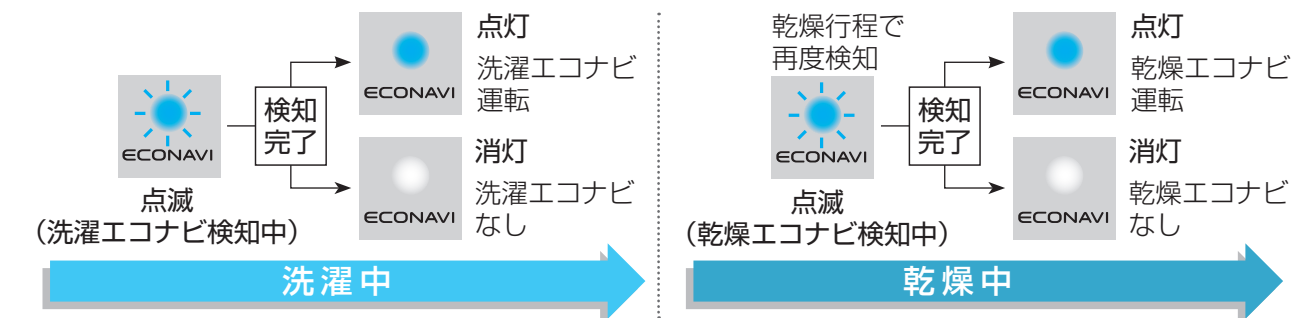 点灯
洗濯エコナビ
運転
ECONAVI
検知
完了
ECONAVI
消灯
洗濯エコナビ
なし
ECONAVI
点滅
（洗濯エコナビ検知中）
洗濯中
乾燥行程で
再度検知
点灯
乾燥エコナビ
運転
ECONAVI
検知
完了
ECONAVI
消灯
乾燥エコナビ
なし
ECONAVI
点滅
（乾燥エコナビ検知中）
乾燥中